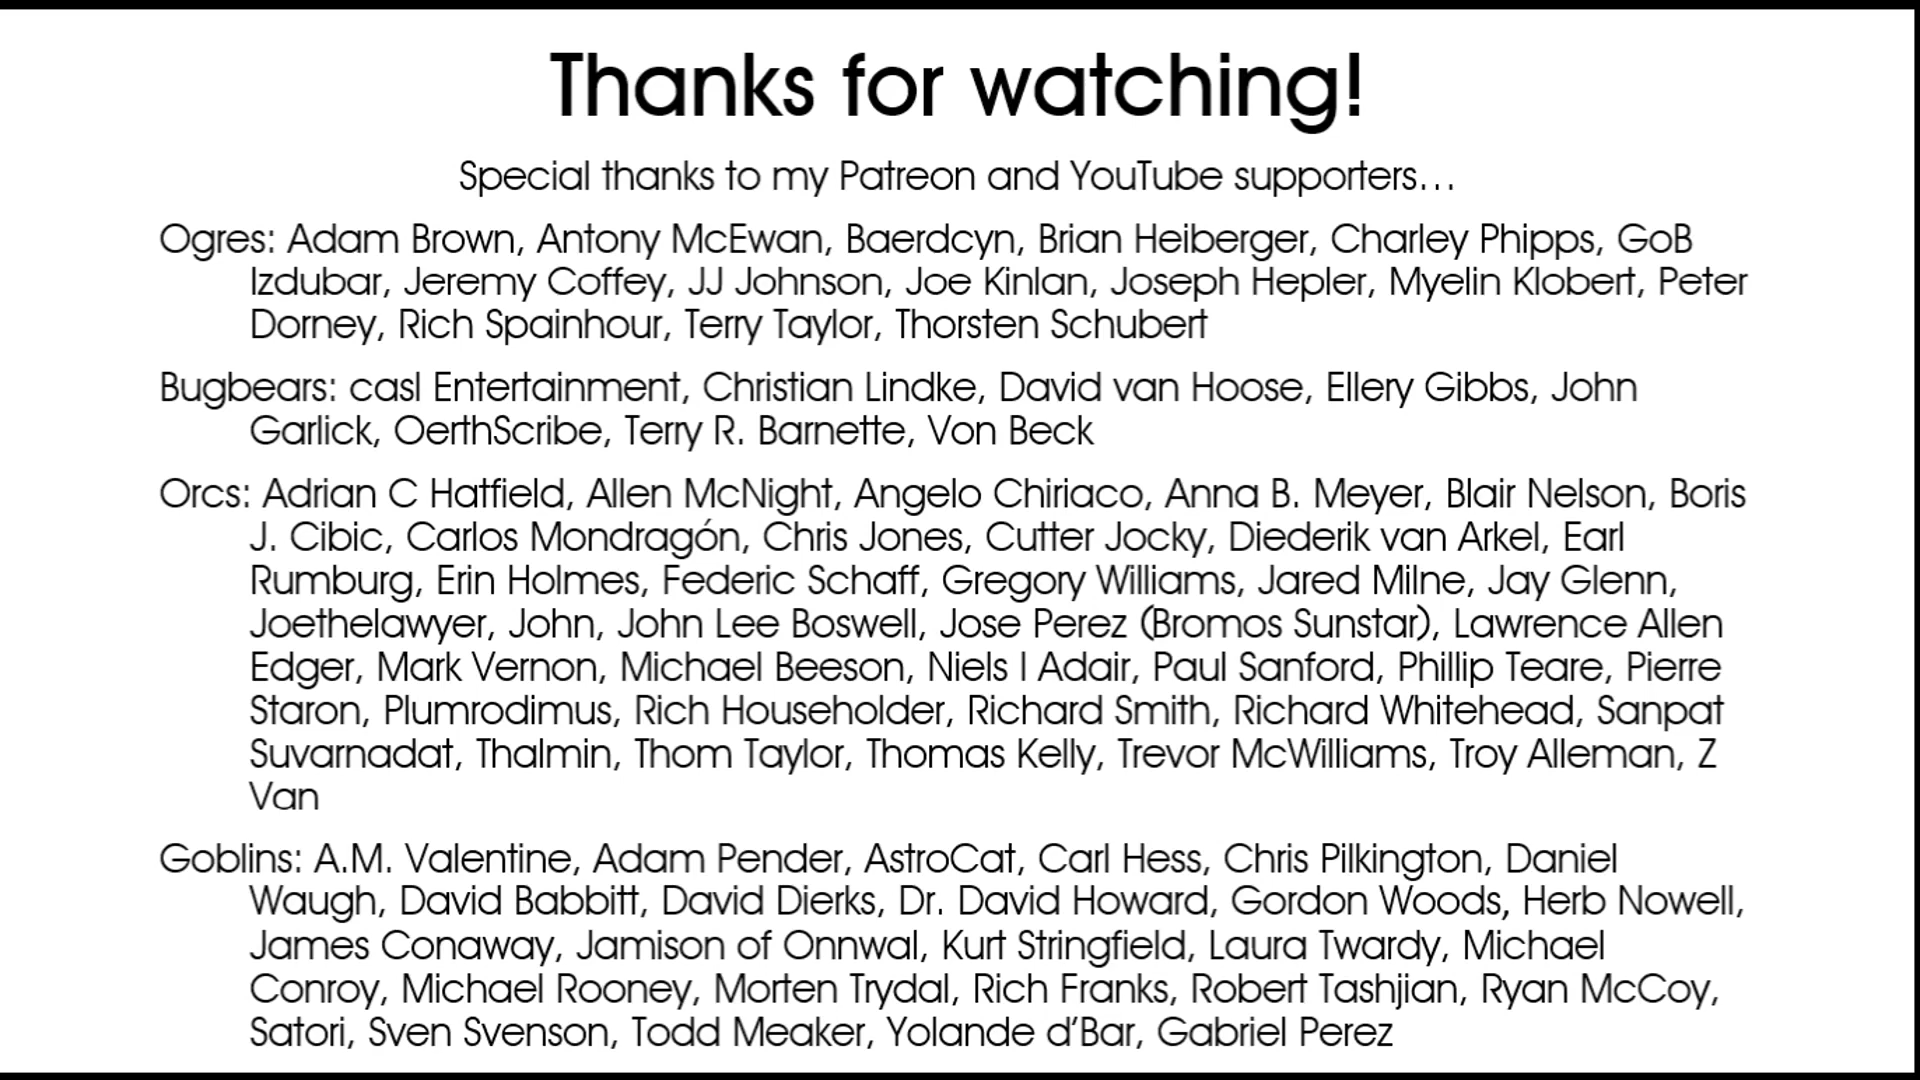 Thanks for watching!
Special thanks to my Patreon and YouTube supporters…
Ogres: Adam Brown, Antony McEwan, Baerdcyn, Brian Heiberger, Charley Phipps, GoB
Izdubar, Jeremy Coffey, JJ Johnson, Joe Kinlan, Joseph Hepler, Myelin Klobert, Peter
Dorney, Rich Spainhour, Terry Taylor, Thorsten Schubert
Bugbears: casl Entertainment, Christian Lindke, David van Hoose, Ellery Gibbs, John
Garlick, OerthScribe, Terry R. Barnette, Von Beck
Orcs: Adrian C Hatfield, Allen McNight, Angelo Chiriaco, Anna B. Meyer, Blair Nelson, Boris
J. Cibic, Carlos Mondragón, Chris Jones, Cutter Jocky, Diederik van Arkel, Earl
Rumburg, Erin Holmes, Federic Schaff, Gregory Williams, Jared Milne, Jay Glenn,
Joethelawyer, John, John Lee Boswell, Jose Perez (Bromos Sunstar), Lawrence Allen
Edger, Mark Vernon, Michael Beeson, Niels I Adair, Paul Sanford, Phillip Teare, Pierre
Staron, Plumrodimus, Rich Householder, Richard Smith, Richard Whitehead, Sanpat
Suvarnadat, Thalmin, Thom Taylor, Thomas Kelly, Trevor McWilliams, Troy Alleman, Z
Van
Goblins: A.M. Valentine, Adam Pender, AstroCat, Carl Hess, Chris Pilkington, Daniel
Waugh, David Babbitt, David Dierks, Dr. David Howard, Gordon Woods, Herb Nowell,
James Conaway, Jamison of Onnwal, Kurt Stringfield, Laura Twardy, Michael
Conroy, Michael Rooney, Morten Trydal, Rich Franks, Robert Tashjian, Ryan McCoy,
Satori, Sven Svenson, Todd Meaker, Yolande d’Bar, Gabriel Perez